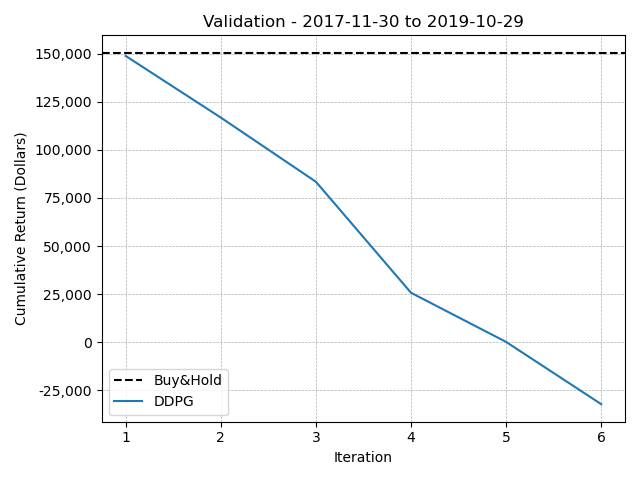 Validation - 2017-11-30 to 2019-10-29
Cumulative Return (Dollars)
150,000
125,000
100,000
75,000
50,000
25,000
0
-25,000
Buy&Hold
DDPG
1 2 3 4 5 6
Iteration